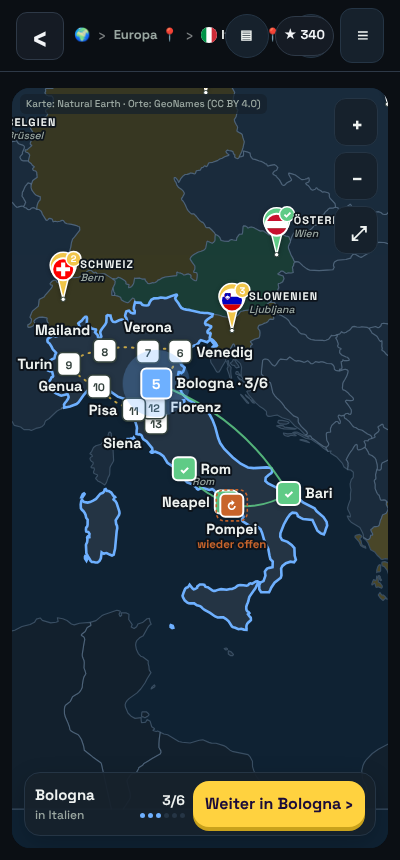 < 🌍 > Europa 📍 > 🇮🇹 📍 ★ 340 ≡
Karte: Natural Earth · Orte: GeoNames (CC BY 4.0)
ELGIEN
Brüssel
+
−
ÖSTERR
Wien
2
SCHWEIZ
Bern
3
SLOWENIEN
Ljubljana
Mailand
Verona
8
7
6
Venedig
Turin
9
Genua
10
5
Bologna · 3/6
Pisa
11
12
Florenz
13
Siena
Rom
Rom
Neapel
Bari
Pompei
wieder offen
Bologna
3/6
in Italien
Weiter in Bologna >